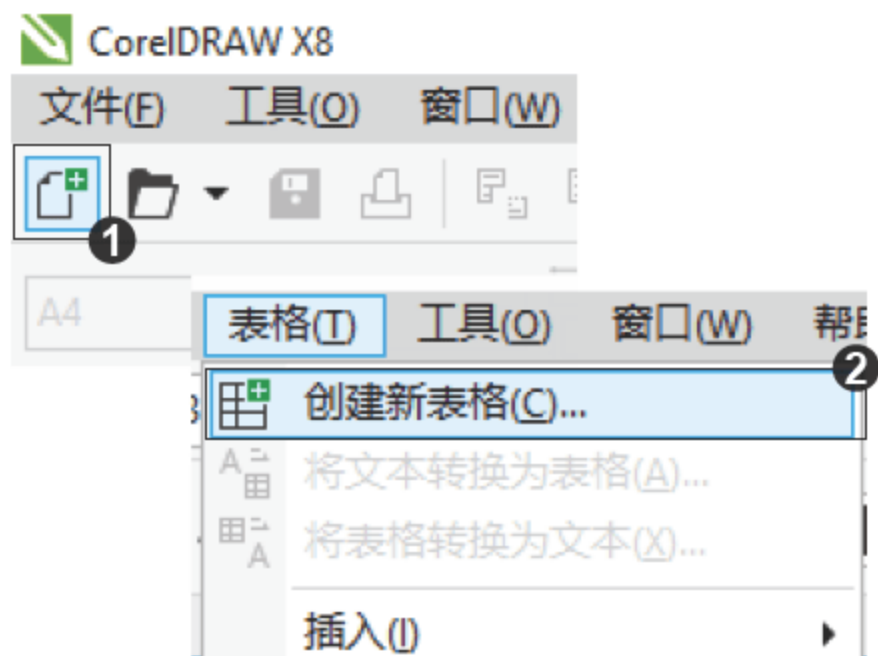 CorelDRAW X8
文件(F) 工具(O) 窗口(W)
1
A4
表格(T) 工具(O) 窗口(W) 帮
2
创建新表格(C)...
将文本转换为表格(A)...
将表格转换为文本(X)...
插入(I)